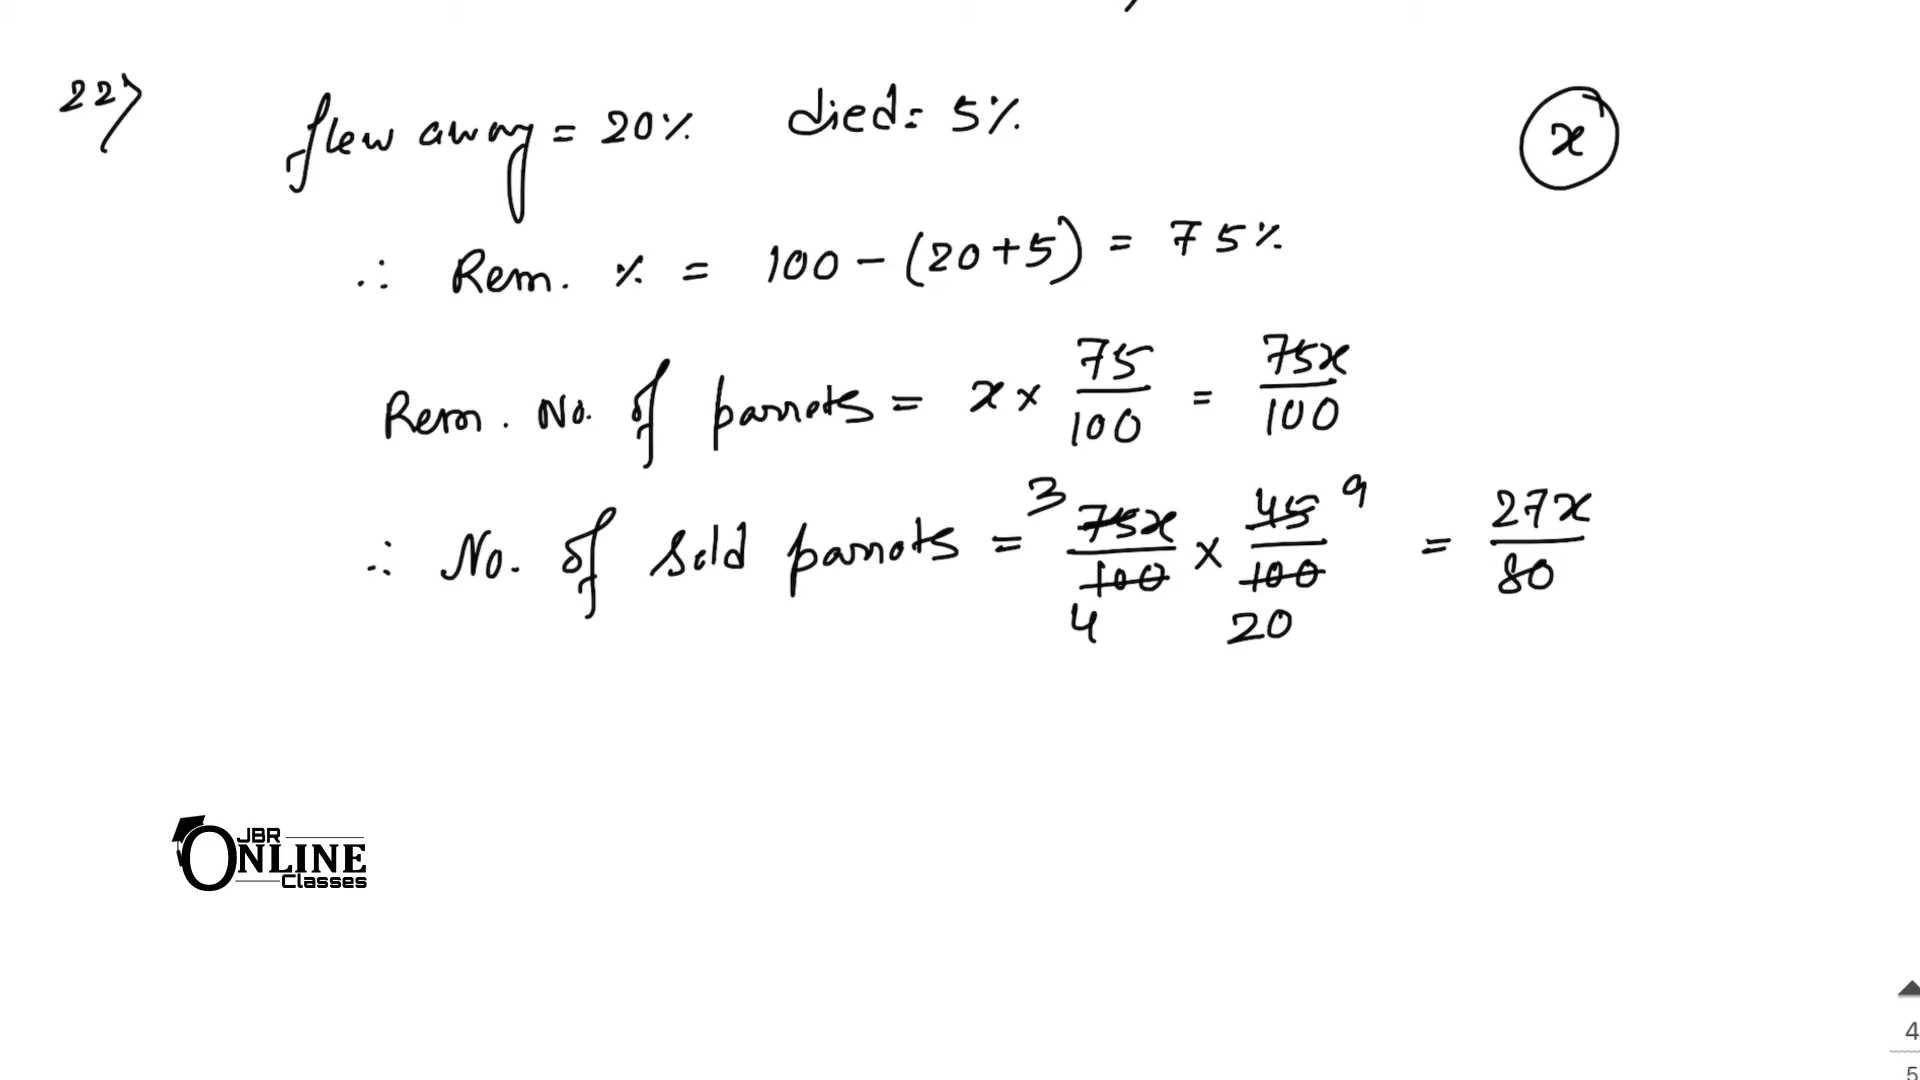 22) flew away = 20% died = 5% x
∴ Rem. % = 100 - (20+5) = 75%
Rem. No. of parrots = x × 75/100 = 75x/100
∴ No. of sold parrots = 3 75x/100 4 × 45/100 9 20 = 27x/80
JBR
ONLINE
Classes
4
5